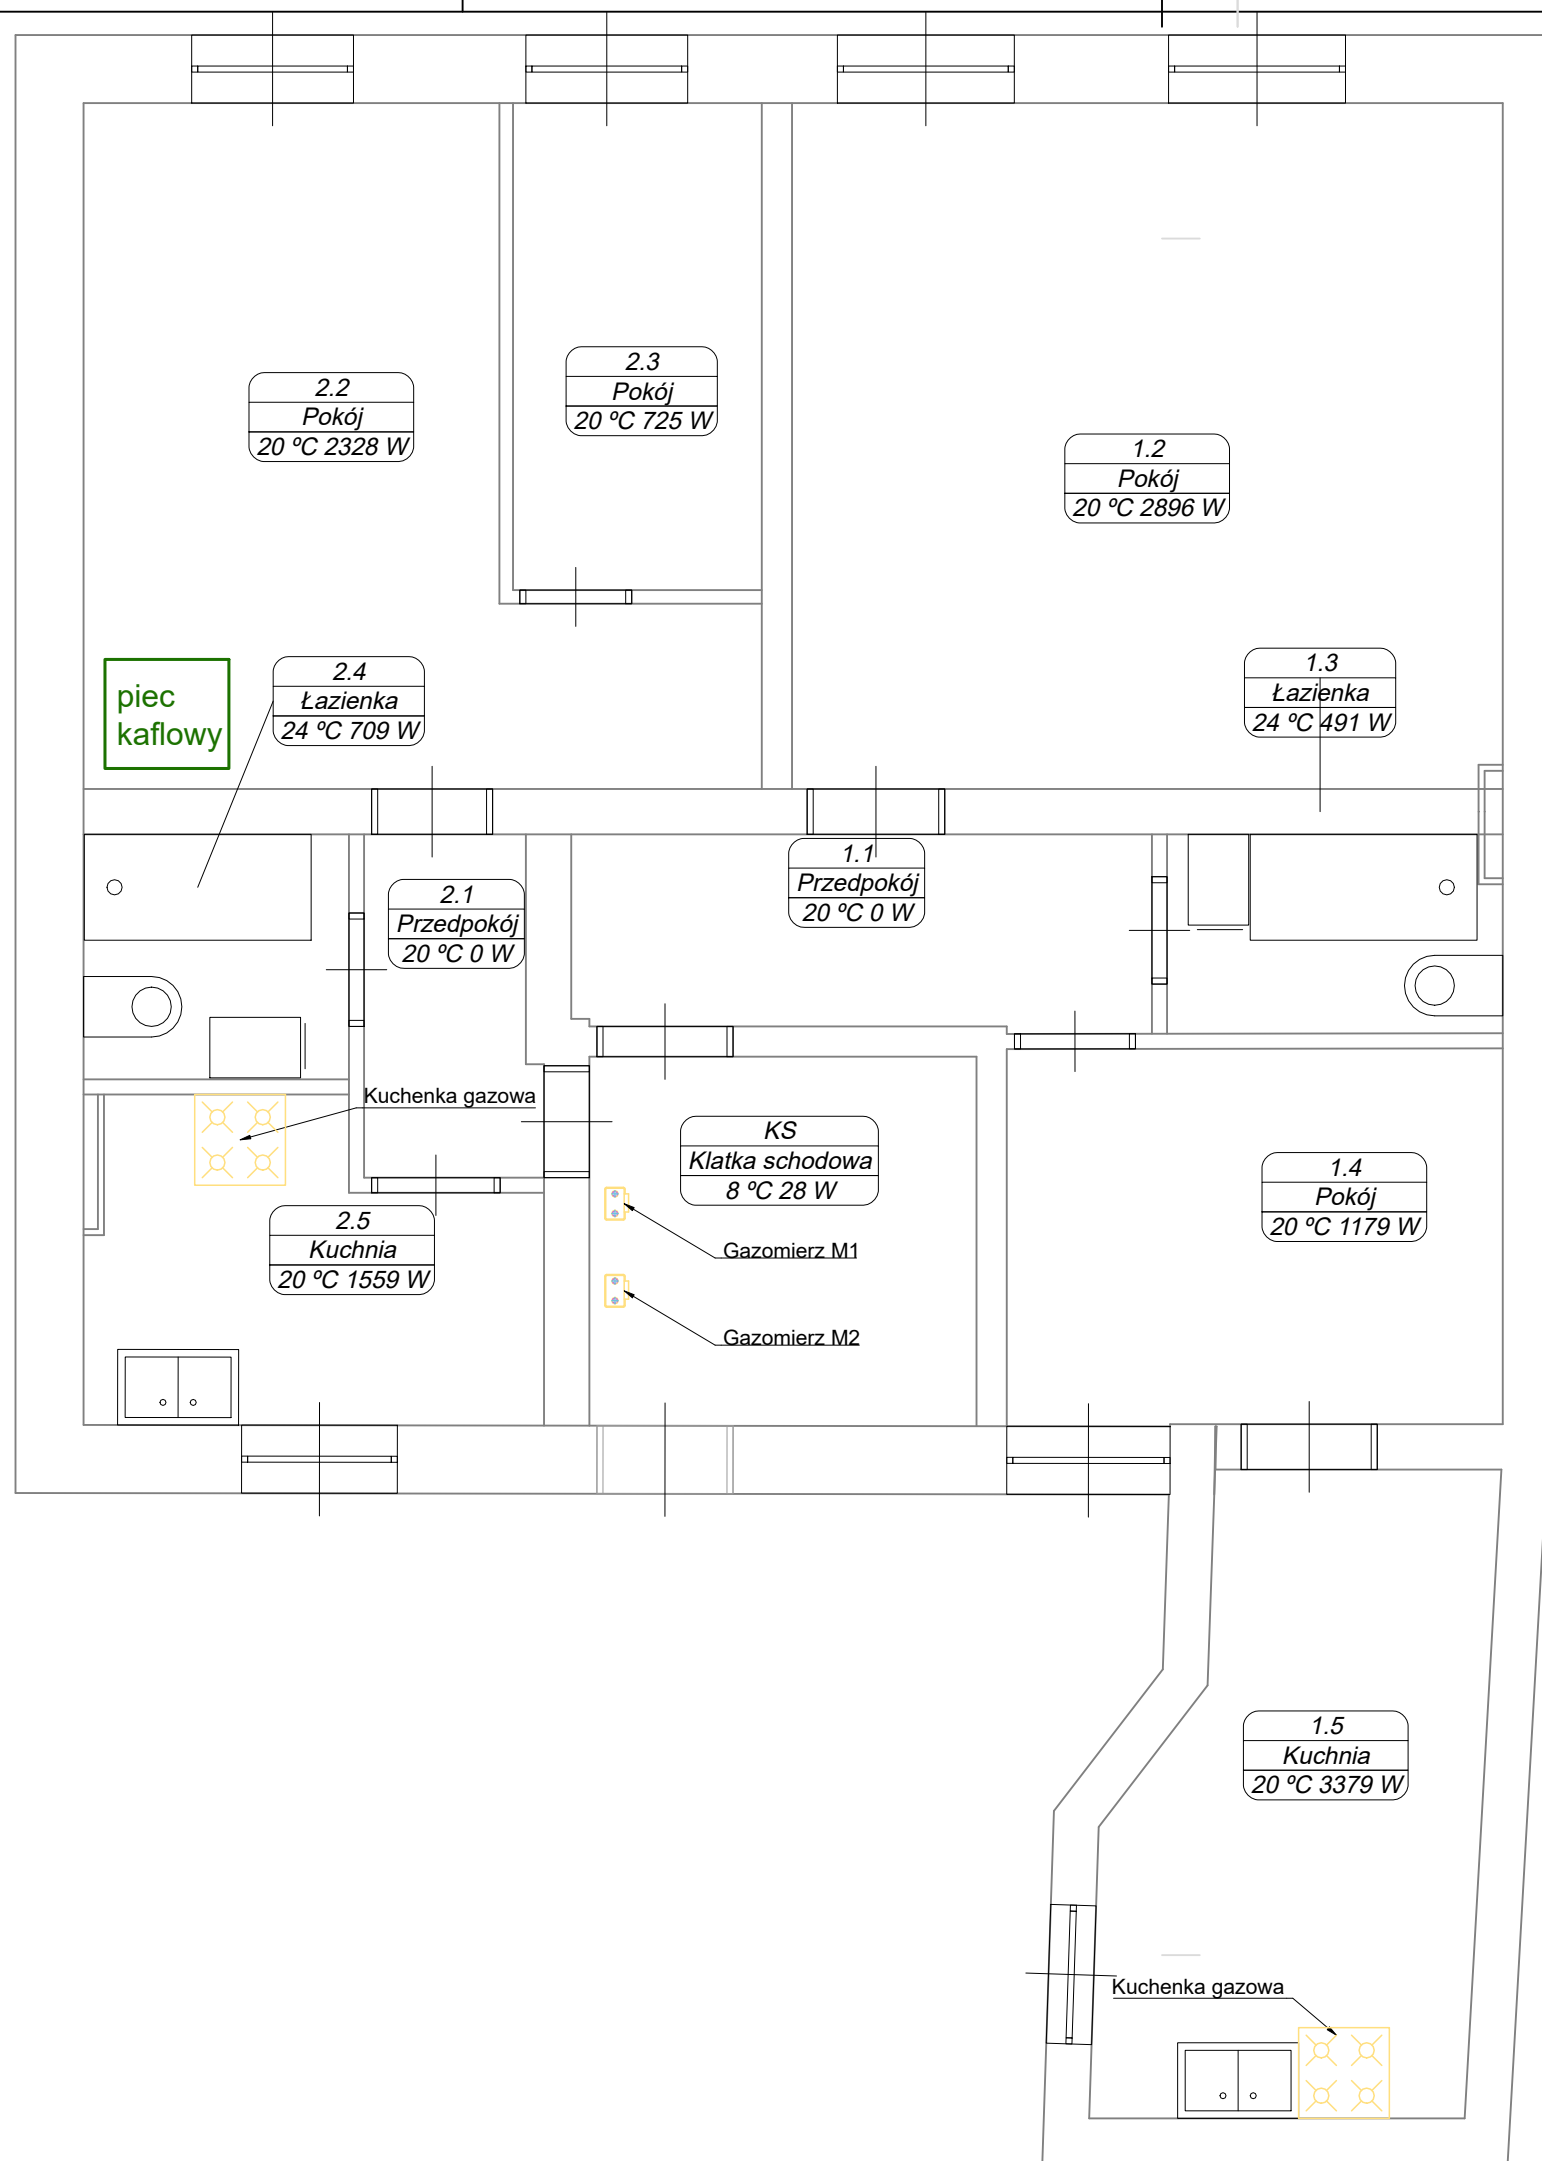 2.3
Pokój
20 ºC 725 W
2.2
Pokój
20 ºC 2328 W
1.2
Pokój
20 ºC 2896 W
piec
kaflowy
2.4
Łazienka
24 ºC 709 W
1.3
Łazienka
24 ºC 491 W
1.1
Przedpokój
20 ºC 0 W
2.1
Przedpokój
20 ºC 0 W
Kuchenka gazowa
KS
Klatka schodowa
8 ºC 28 W
1.4
Pokój
20 ºC 1179 W
2.5
Kuchnia
20 ºC 1559 W
Gazomierz M1
Gazomierz M2
1.5
Kuchnia
20 ºC 3379 W
Kuchenka gazowa